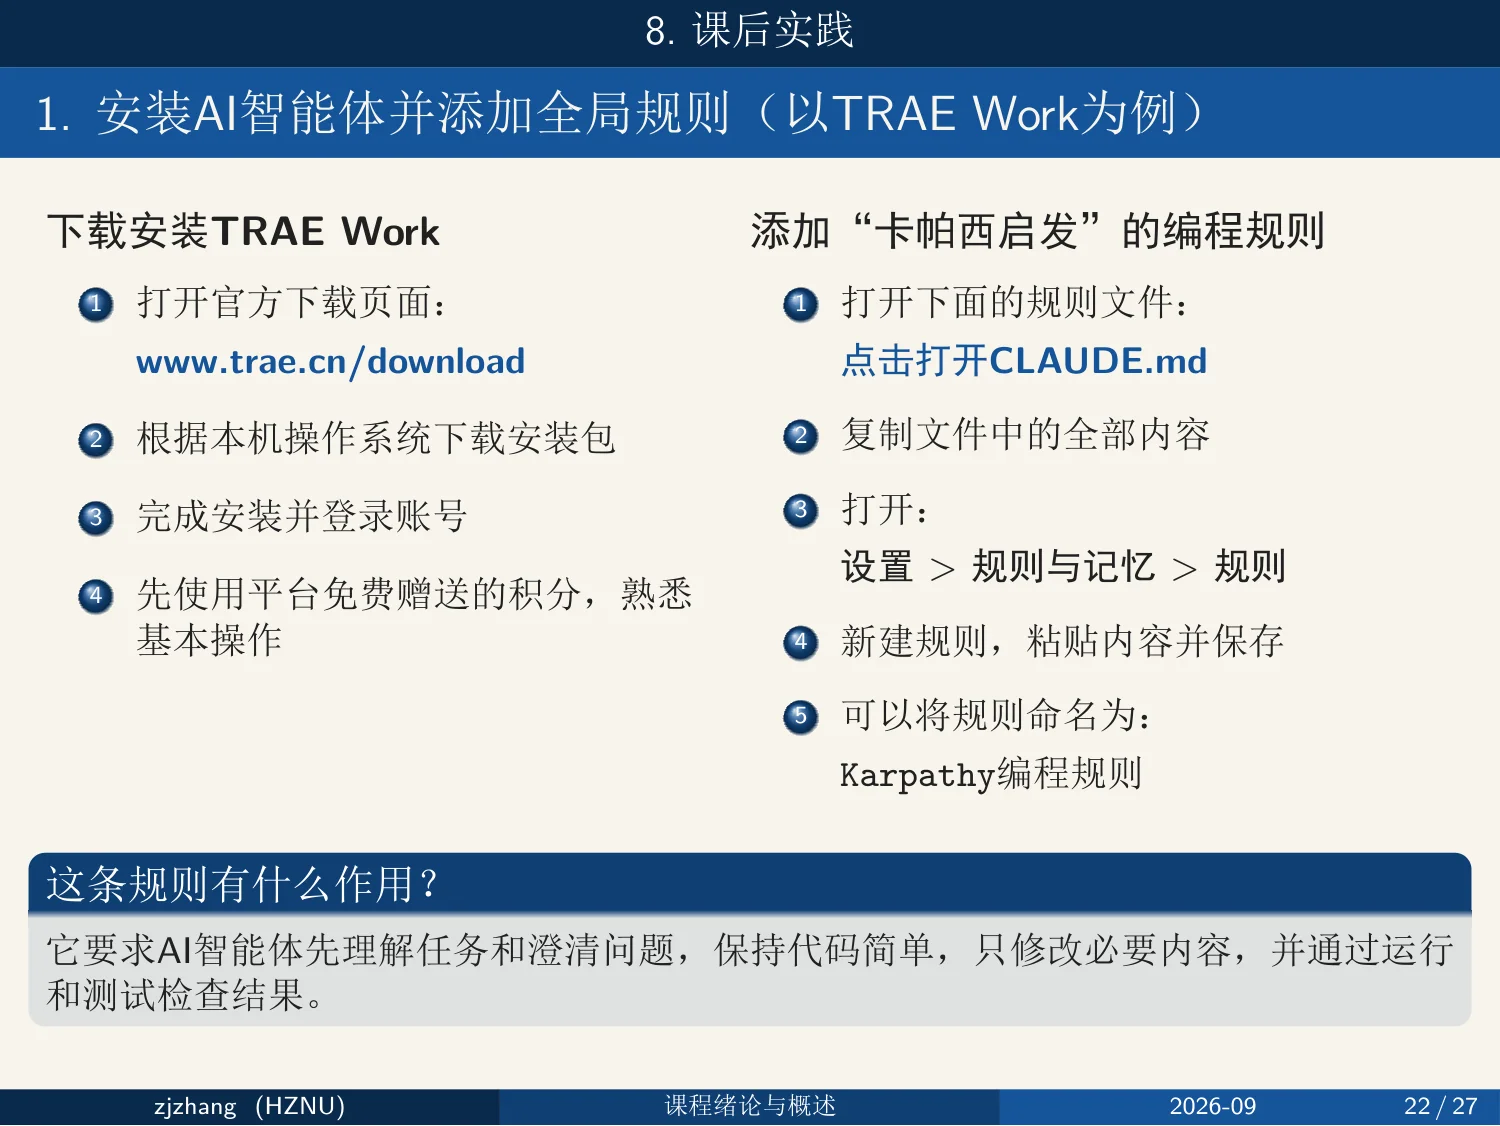 8. 课后实践
1. 安装AI智能体并添加全局规则（以TRAE Work为例）
下载安装TRAE Work
1 打开官方下载页面：
www.trae.cn/download
2 根据本机操作系统下载安装包
3 完成安装并登录账号
4 先使用平台免费赠送的积分，熟悉
基本操作
添加“卡帕西启发”的编程规则
1 打开下面的规则文件：
点击打开CLAUDE.md
2 复制文件中的全部内容
3 打开：
设置 > 规则与记忆 > 规则
4 新建规则，粘贴内容并保存
5 可以将规则命名为：
Karpathy编程规则
这条规则有什么作用？
它要求AI智能体先理解任务和澄清问题，保持代码简单，只修改必要内容，并通过运行
和测试检查结果。
zjzhang (HZNU) 课程绪论与概述 2026-09 22 / 27